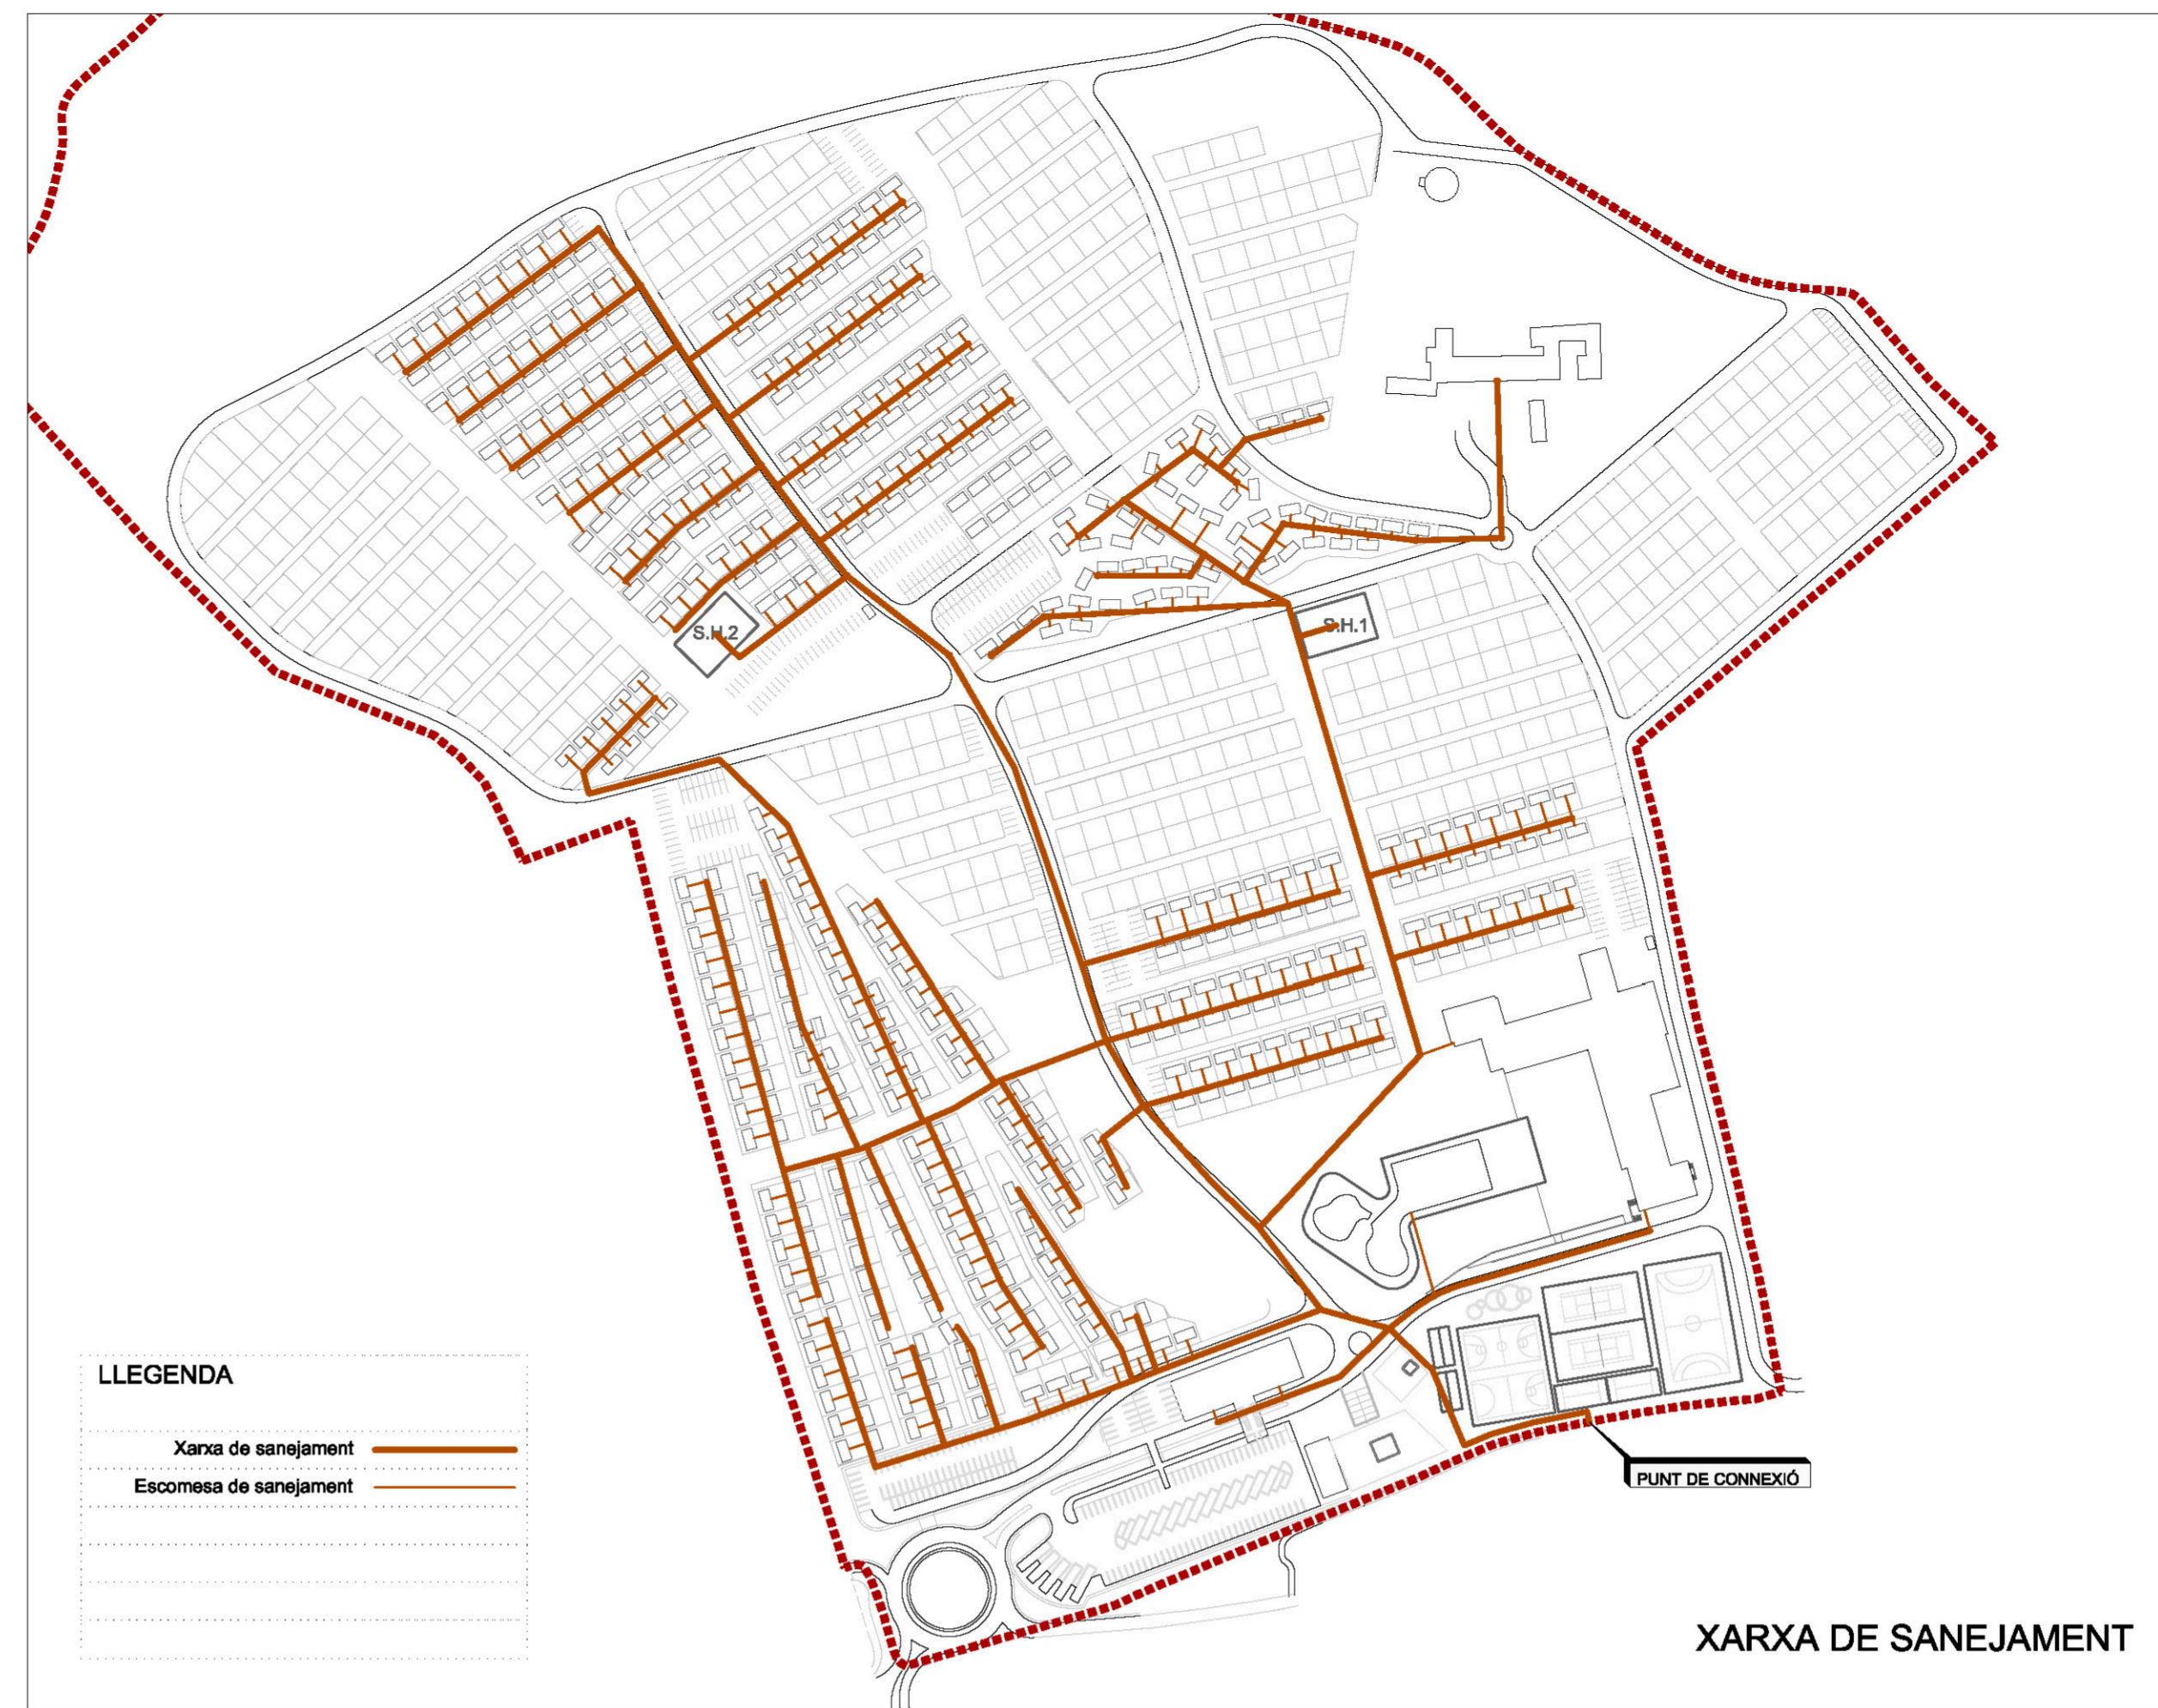 S.H.2
S.H.1
LLEGENDA
Xarxa de sanejament
Escomesa de sanejament
PUNT DE CONNEXIÓ
XARXA DE SANEJAMENT